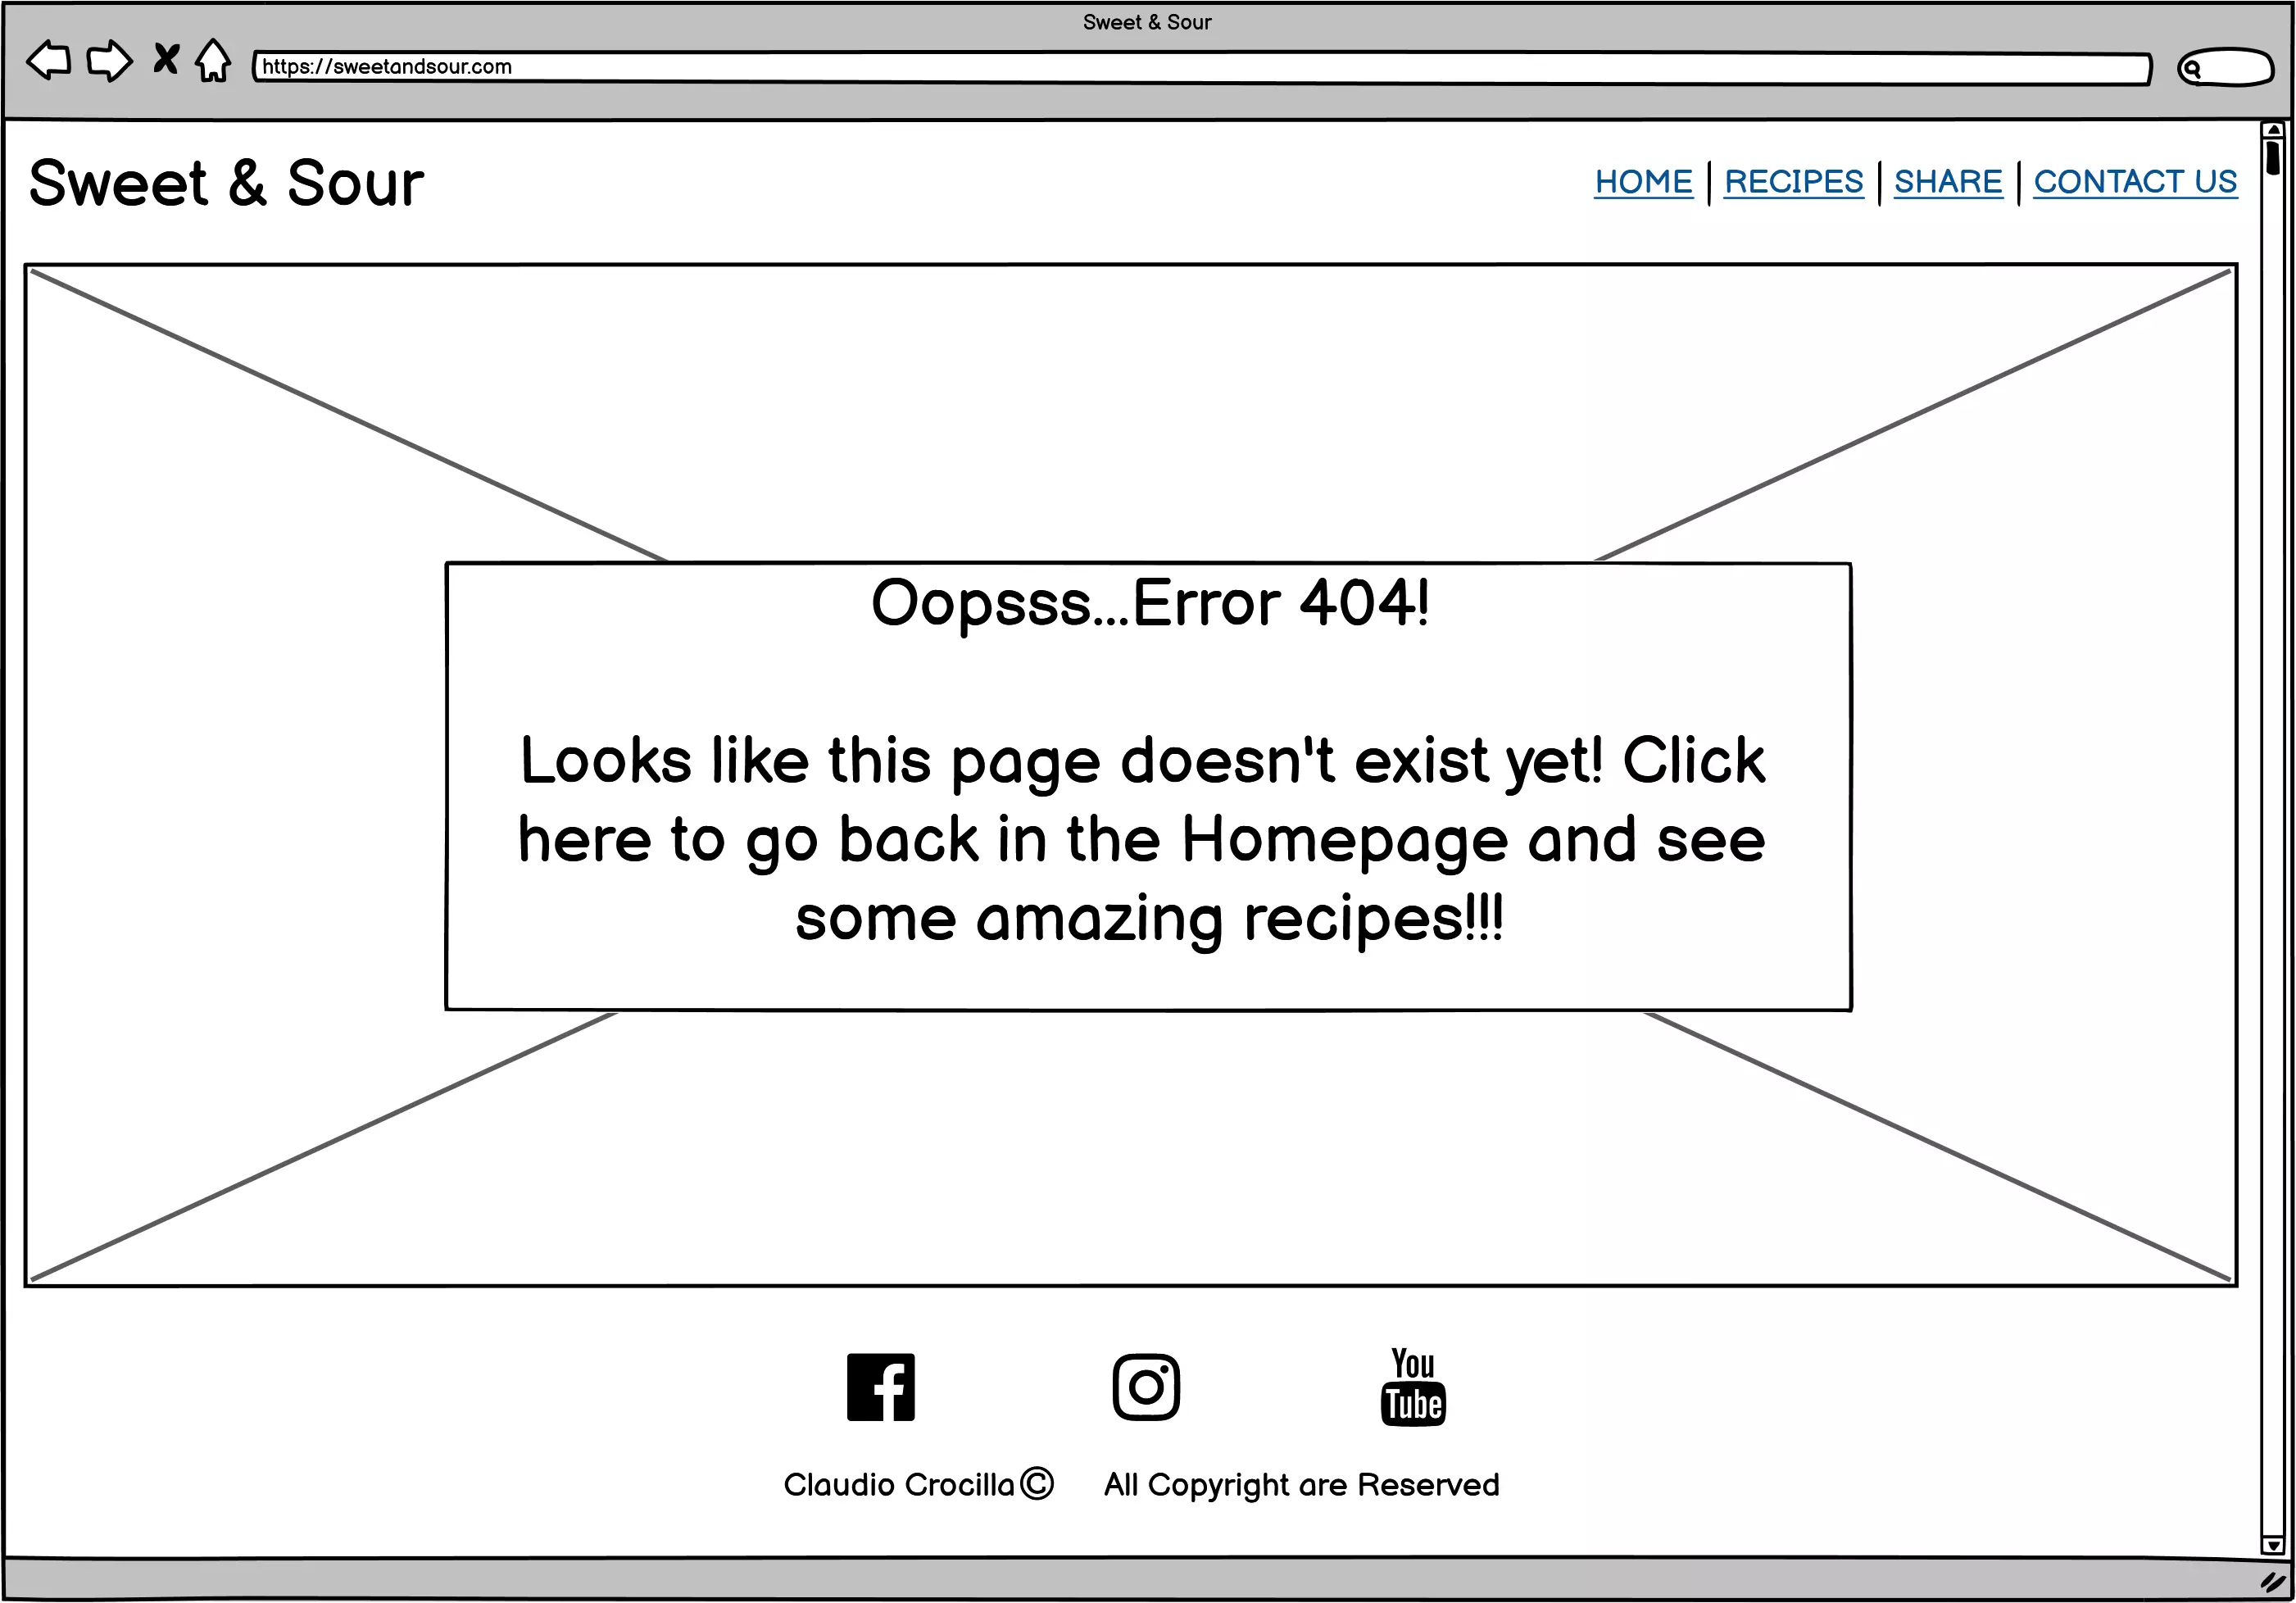 Sweet & Sour
https://sweetandsour.com
Sweet & Sour
HOME | RECIPES | SHARE | CONTACT US
Oopsss...Error 404!
Looks like this page doesn't exist yet! Click
here to go back in the Homepage and see
some amazing recipes!!!
You
Tube
Claudio Crocilla© All Copyright are Reserved